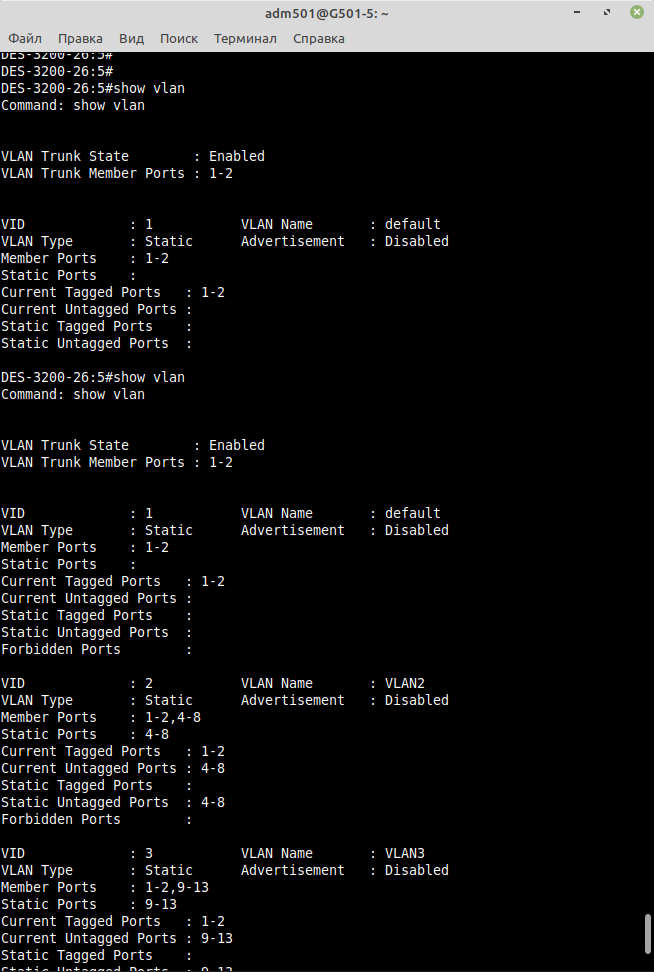 adm501@G501-5: ~
Файл Правка Вид Поиск Терминал Справка
DES-3200-26:5#
DES-3200-26:5#
DES-3200-26:5#show vlan
Command: show vlan
VLAN Trunk State : Enabled
VLAN Trunk Member Ports : 1-2
VID : 1 VLAN Name : default
VLAN Type : Static Advertisement : Disabled
Member Ports : 1-2
Static Ports :
Current Tagged Ports : 1-2
Current Untagged Ports :
Static Tagged Ports :
Static Untagged Ports :
DES-3200-26:5#show vlan
Command: show vlan
VLAN Trunk State : Enabled
VLAN Trunk Member Ports : 1-2
VID : 1 VLAN Name : default
VLAN Type : Static Advertisement : Disabled
Member Ports : 1-2
Static Ports :
Current Tagged Ports : 1-2
Current Untagged Ports :
Static Tagged Ports :
Static Untagged Ports :
Forbidden Ports :
VID : 2 VLAN Name : VLAN2
VLAN Type : Static Advertisement : Disabled
Member Ports : 1-2,4-8
Static Ports : 4-8
Current Tagged Ports : 1-2
Current Untagged Ports : 4-8
Static Tagged Ports :
Static Untagged Ports : 4-8
Forbidden Ports :
VID : 3 VLAN Name : VLAN3
VLAN Type : Static Advertisement : Disabled
Member Ports : 1-2,9-13
Static Ports : 9-13
Current Tagged Ports : 1-2
Current Untagged Ports : 9-13
Static Tagged Ports :
Static Untagged Ports : 9-13